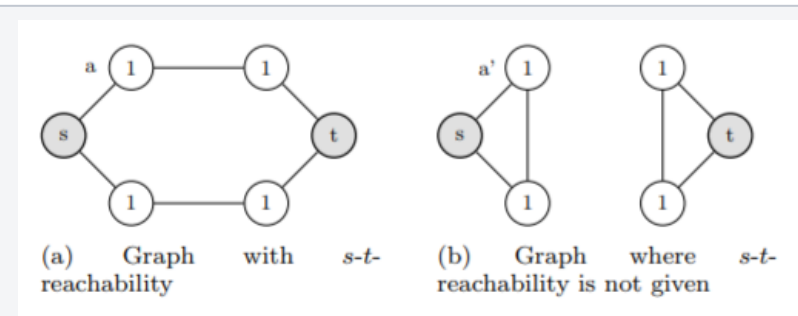 a 1 1 a' 1 1
s t s t
1 1 1 1
(a) Graph with s-t-
reachability
(b) Graph where s-t-
reachability is not given